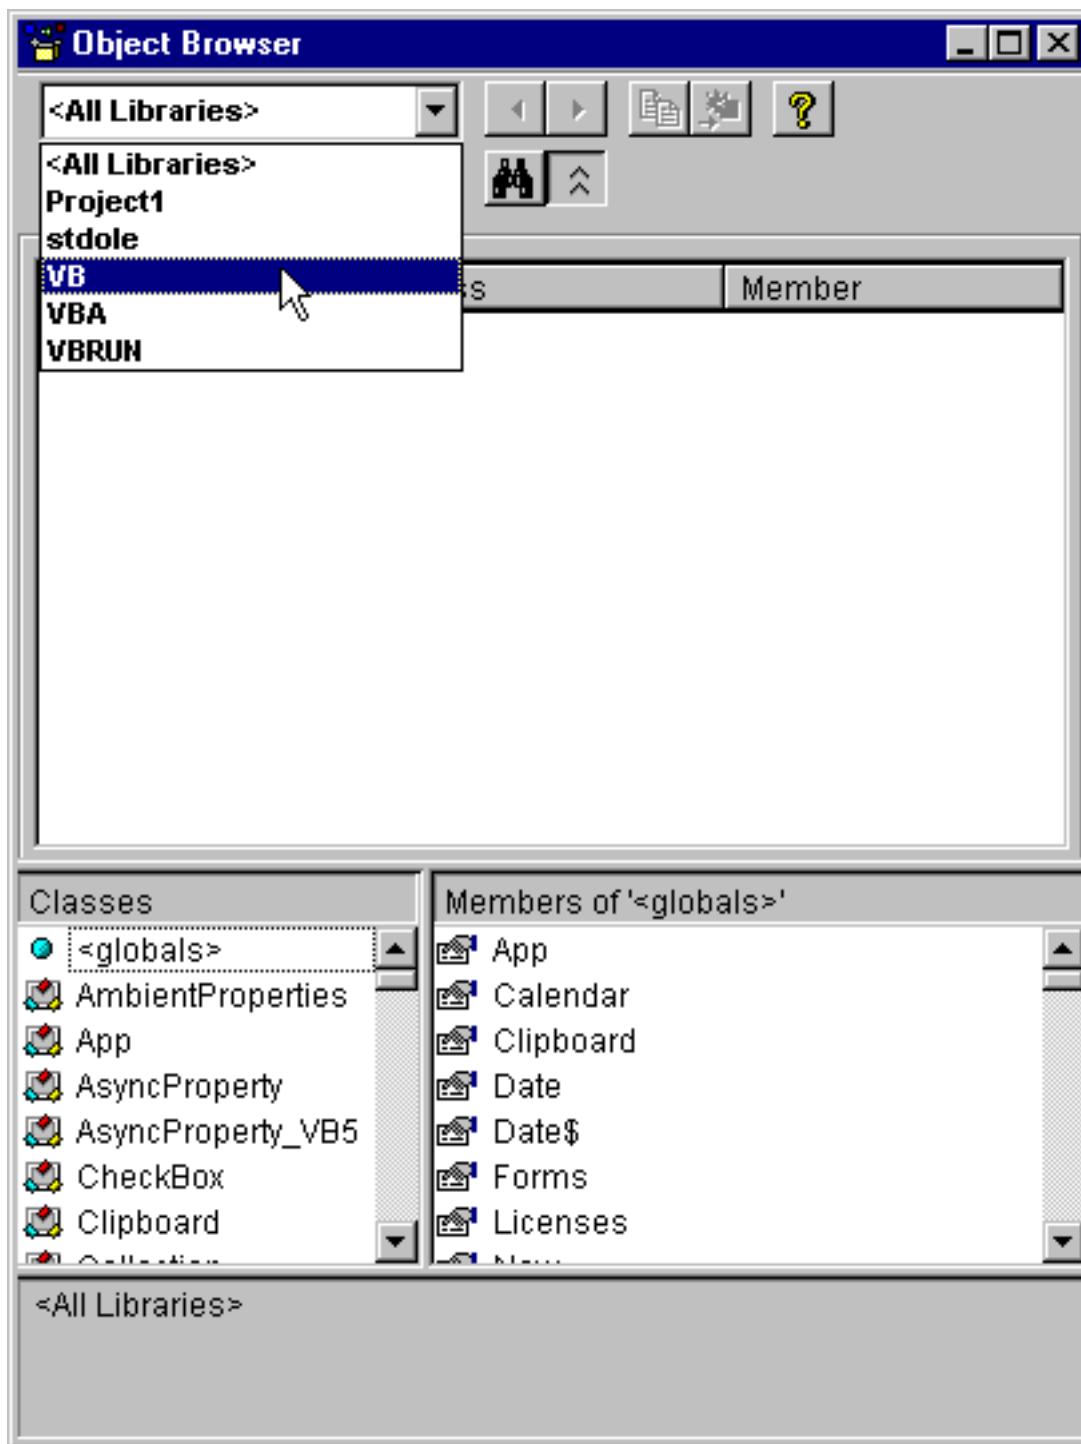 Object Browser
<All Libraries>
<All Libraries>
Project1
stdole
VB
VBA
VBRUN
Member
Classes
Members of '<globals>'
<globals>
AmbientProperties
App
AsyncProperty
AsyncProperty_VB5
CheckBox
Clipboard
App
Calendar
Clipboard
Date
Date$
Forms
Licenses
<All Libraries>